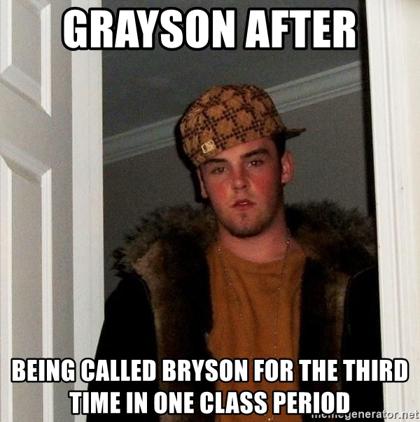 GRAYSON AFTER
BEING CALLED BRYSON FOR THE THIRD
TIME IN ONE CLASS PERIOD
memegenerator.net